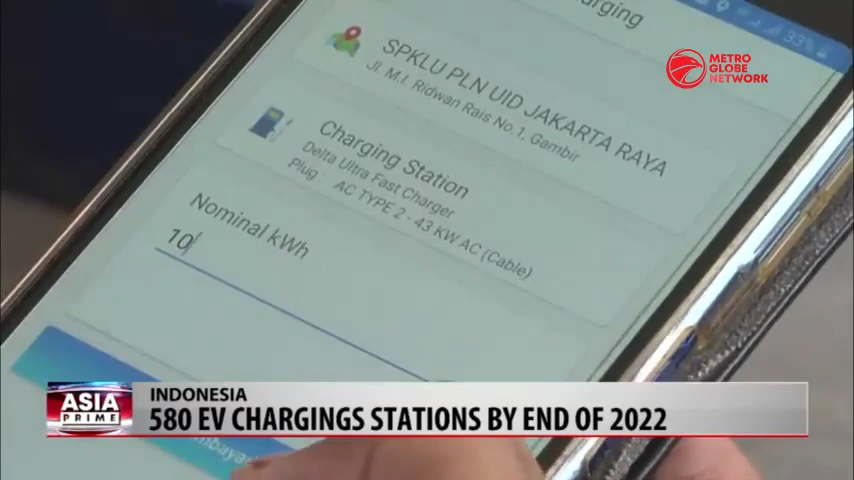 33%
METRO
GLOBE
NETWORK
SPKLU PLN UID JAKARTA RAYA
Jl. M.I. Ridwan Rais No.1, Gambir
Charging Station
Delta Ultra Fast Charger
Plug : AC TYPE 2 - 43 KW AC (Cable)
Nominal kWh
10
INDONESIA
ASIA
PRIME
580 EV CHARGINGS STATIONS BY END OF 2022